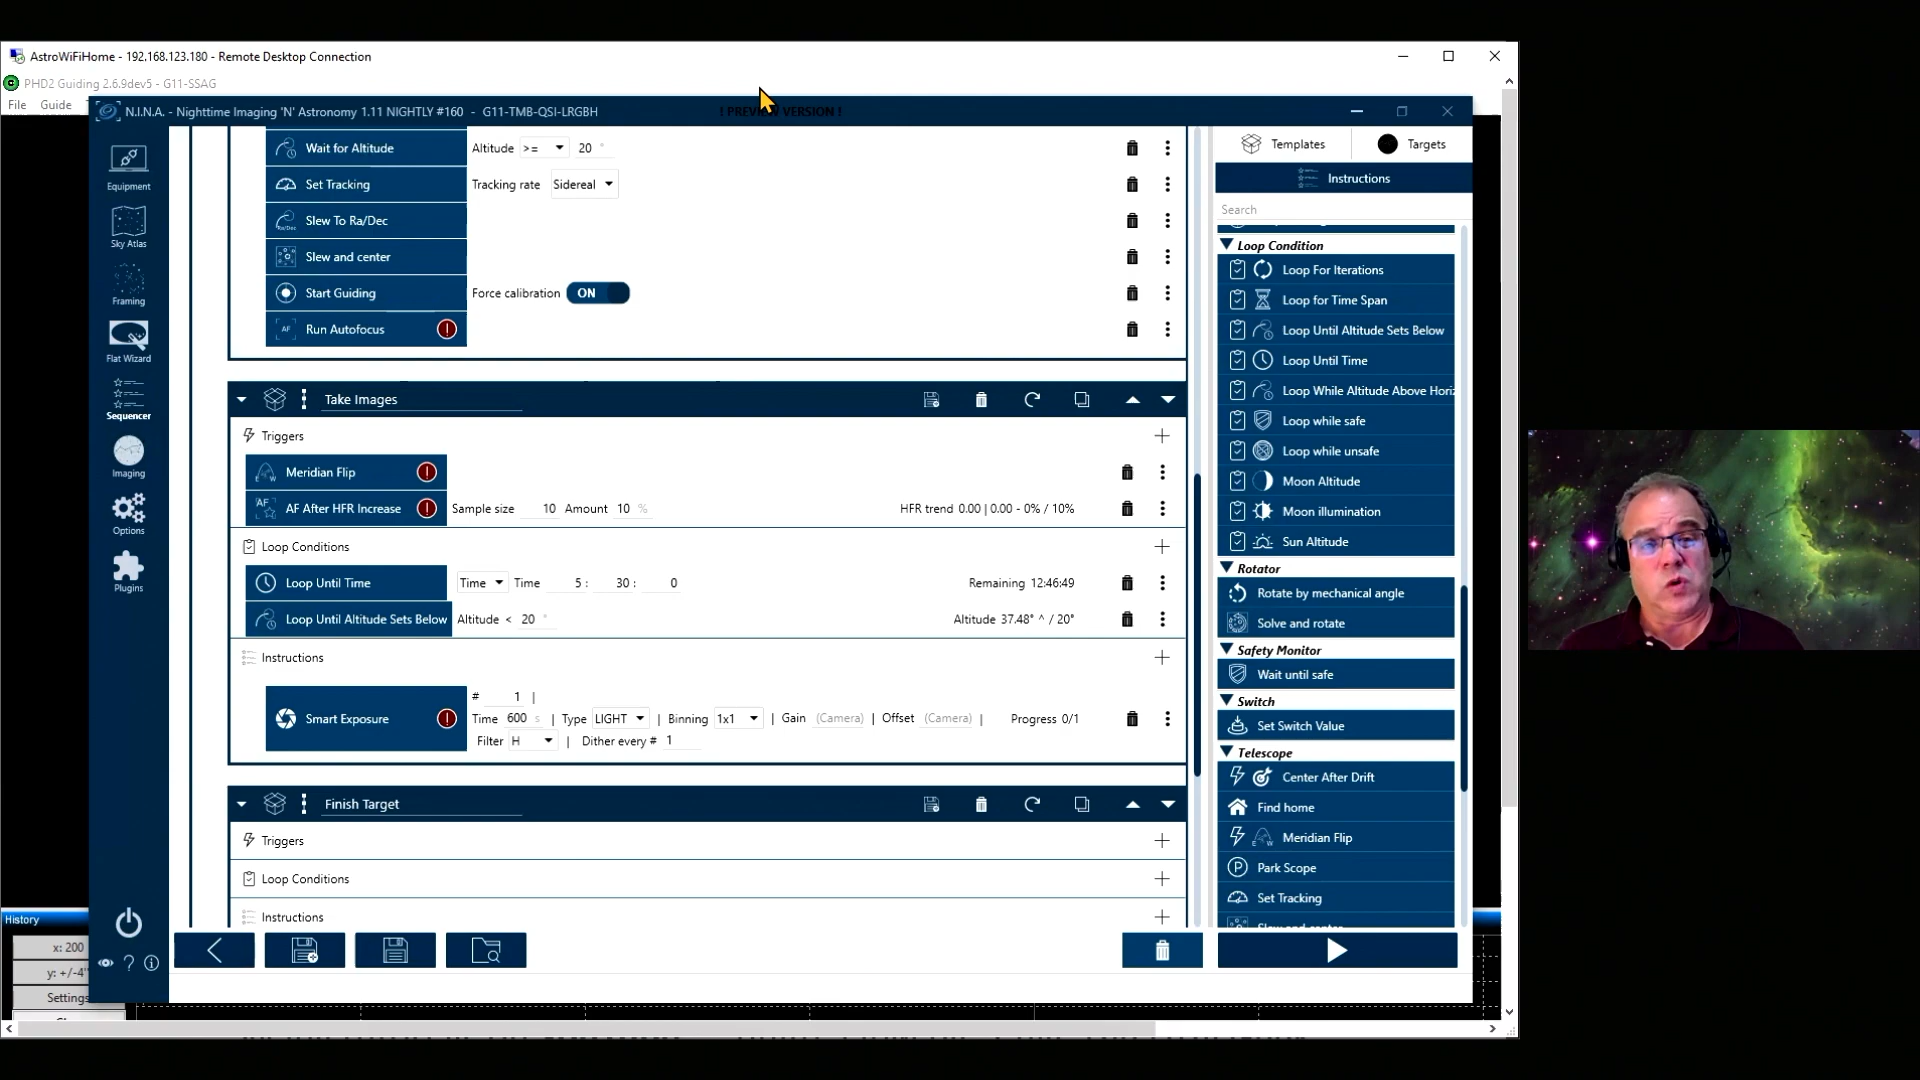 AstroWiFiHome - 192.168.123.180 - Remote Desktop Connection
PHD2 Guiding 2.6.9dev5 - G11-SSAG
File Guide
N.I.N.A. - Nighttime Imaging 'N' Astronomy 1.11 NIGHTLY #160 - G11-TMB-QSI-LRGBH
! PREVIEW VERSION !
Equipment
Sky Atlas
Framing
Flat Wizard
Sequencer
Imaging
Options
Plugins
Wait for Altitude Altitude >= 20 °
Set Tracking Tracking rate Sidereal
Slew To Ra/Dec
Slew and center
Start Guiding Force calibration ON
AF Run Autofocus
Take Images
Triggers
Meridian Flip
AF After HFR Increase Sample size 10 Amount 10 % HFR trend 0.00 | 0.00 - 0% / 10%
Loop Conditions
Loop Until Time Time Time 5 : 30 : 0 Remaining 12:46:49
Loop Until Altitude Sets Below Altitude < 20 ° Altitude 37.48° ^ / 20°
Instructions
# 1 |
Smart Exposure Time 600 s | Type LIGHT | Binning 1x1 | Gain (Camera) | Offset (Camera) | Progress 0/1
Filter H | Dither every # 1
Finish Target
Triggers
Loop Conditions
Instructions
Templates Targets
Instructions
Search
Loop Condition
Loop For Iterations
Loop for Time Span
Loop Until Altitude Sets Below
Loop Until Time
Loop While Altitude Above Hori
Loop while safe
Loop while unsafe
Moon Altitude
Moon illumination
Sun Altitude
Rotator
Rotate by mechanical angle
Solve and rotate
Safety Monitor
Wait until safe
Switch
Set Switch Value
Telescope
Center After Drift
Find home
Meridian Flip
Park Scope
Set Tracking
Slew and center
History
x: 200
y: +/-4"
Settings